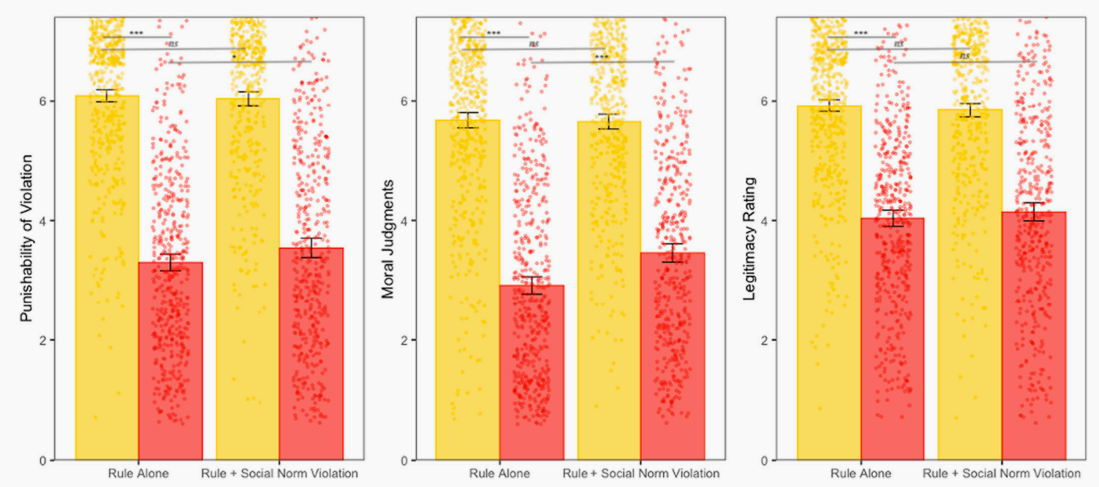 Punishability of Violation
6
4
2
0
***
ns
*
Rule Alone
Rule + Social Norm Violation
Moral Judgments
6
4
2
0
***
ns
***
Rule Alone
Rule + Social Norm Violation
Legitimacy Rating
6
4
2
0
***
ns
ns
Rule Alone
Rule + Social Norm Violation